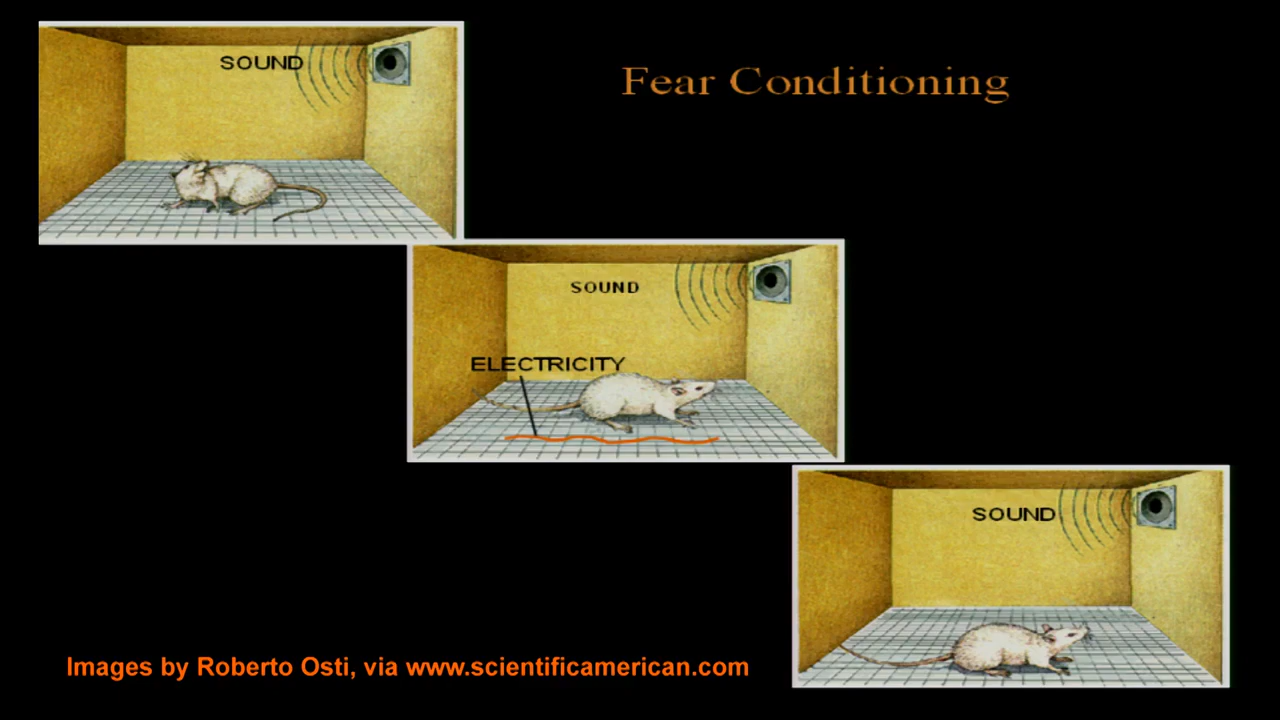 SOUND
Fear Conditioning
SOUND
ELECTRICITY
SOUND
Images by Roberto Osti, via www.scientificamerican.com